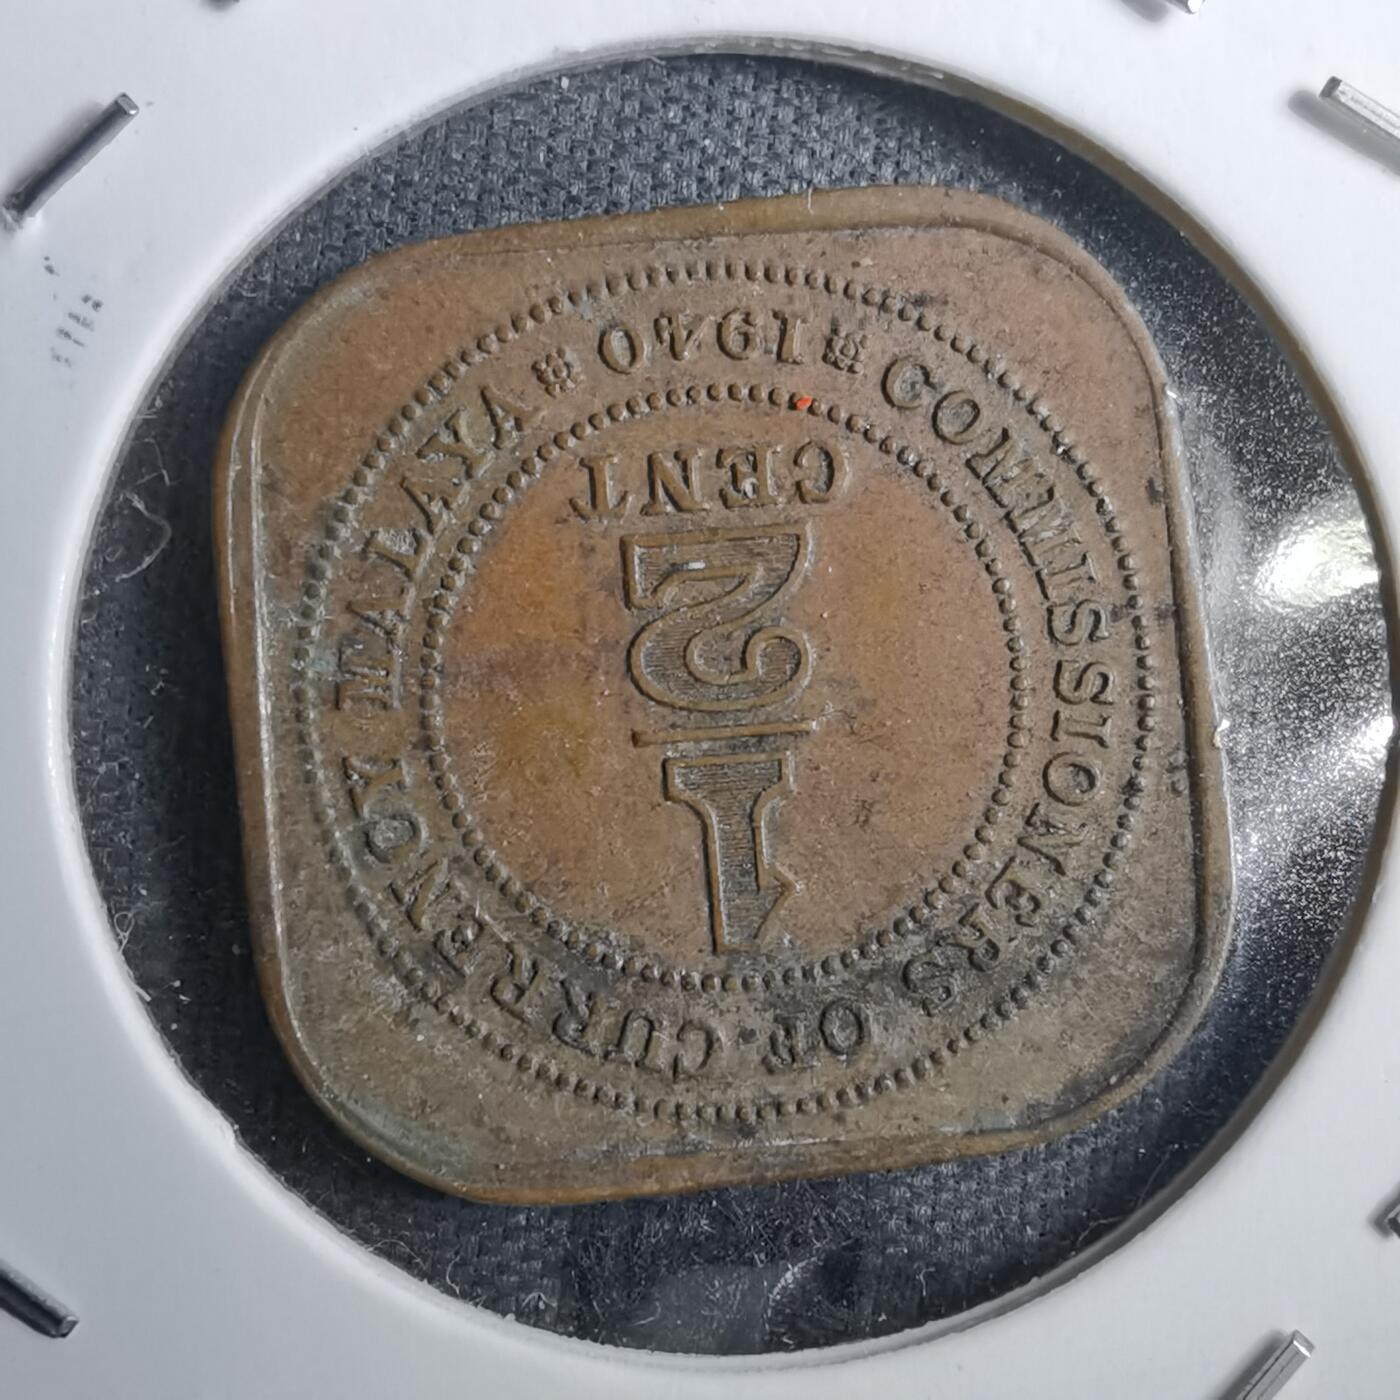 COMMISSIONERS OF CURRENCY MALAYA
1940
1/2
CENT